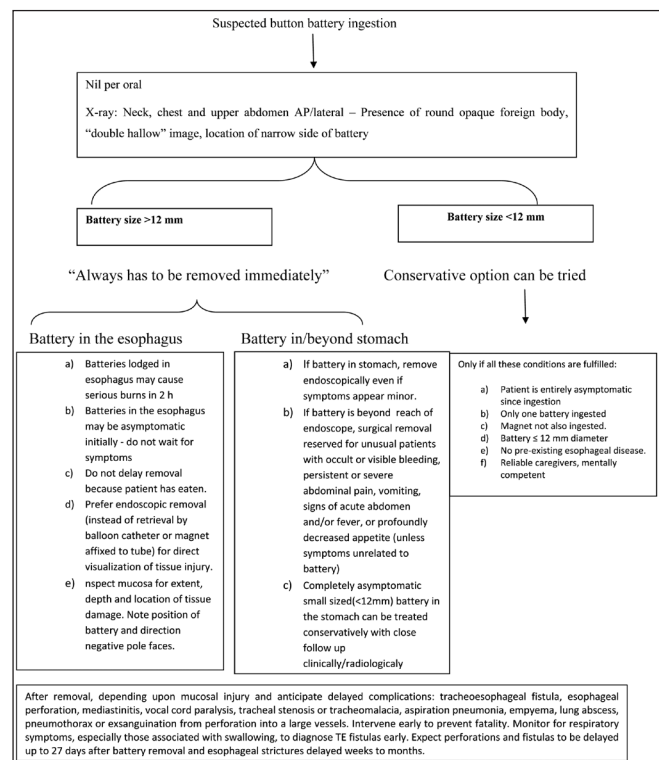 Suspected button battery ingestion
Nil per oral
X-ray: Neck, chest and upper abdomen AP/lateral – Presence of round opaque foreign body,
“double hallow” image, location of narrow side of battery
Battery size >12 mm
Battery size <12 mm
“Always has to be removed immediately”
Conservative option can be tried
Battery in the esophagus
a) Batteries lodged in
esophagus may cause
serious burns in 2 h
b) Batteries in the esophagus
may be asymptomatic
initially - do not wait for
symptoms
c) Do not delay removal
because patient has eaten.
d) Prefer endoscopic removal
(instead of retrieval by
balloon catheter or magnet
affixed to tube) for direct
visualization of tissue injury.
e) nspect mucosa for extent,
depth and location of tissue
damage. Note position of
battery and direction
negative pole faces.
Battery in/beyond stomach
a) If battery in stomach, remove
endoscopically even if
symptoms appear minor.
b) If battery is beyond reach of
endoscope, surgical removal
reserved for unusual patients
with occult or visible bleeding,
persistent or severe
abdominal pain, vomiting,
signs of acute abdomen
and/or fever, or profoundly
decreased appetite (unless
symptoms unrelated to
battery)
c) Completely asymptomatic
small sized(<12mm) battery in
the stomach can be treated
conservatively with close
follow up
clinically/radiologicaly
Only if all these conditions are fulfilled:
a) Patient is entirely asymptomatic
since ingestion
b) Only one battery ingested
c) Magnet not also ingested.
d) Battery ≤ 12 mm diameter
e) No pre-existing esophageal disease.
f) Reliable caregivers, mentally
competent
After removal, depending upon mucosal injury and anticipate delayed complications: tracheoesophageal fistula, esophageal
perforation, mediastinitis, vocal cord paralysis, tracheal stenosis or tracheomalacia, aspiration pneumonia, empyema, lung abscess,
pneumothorax or exsanguination from perforation into a large vessels. Intervene early to prevent fatality. Monitor for respiratory
symptoms, especially those associated with swallowing, to diagnose TE fistulas early. Expect perforations and fistulas to be delayed
up to 27 days after battery removal and esophageal strictures delayed weeks to months.